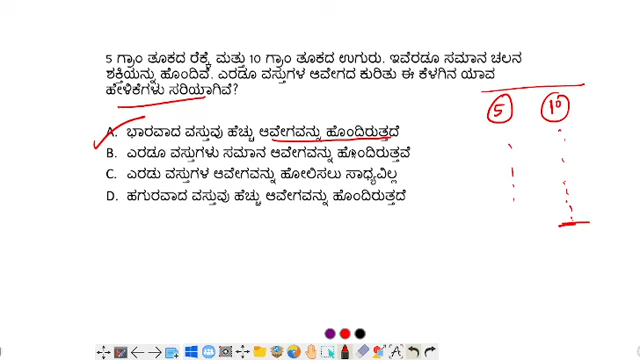 5 ಗ್ರಾಂ ತೂಕದ ರೆಕ್ಕೆ ಮತ್ತು 10 ಗ್ರಾಂ ತೂಕದ ಉಗುರು. ಇವೆರಡೂ ಸಮಾನ ಚಲನ
ಶಕ್ತಿಯನ್ನು ಹೊಂದಿವೆ. ಎರಡೂ ವಸ್ತುಗಳ ಆವೇಗದ ಕುರಿತು ಈ ಕೆಳಗಿನ ಯಾವ
ಹೇಳಿಕೆಗಳು ಸರಿಯಾಗಿವೆ?
5 10
A. ಭಾರವಾದ ವಸ್ತುವು ಹೆಚ್ಚು ಆವೇಗವನ್ನು ಹೊಂದಿರುತ್ತದೆ
B. ಎರಡೂ ವಸ್ತುಗಳು ಸಮಾನ ಆವೇಗವನ್ನು ಹೊಂದಿರುತ್ತವೆ
C. ಎರಡು ವಸ್ತುಗಳ ಆವೇಗವನ್ನು ಹೋಲಿಸಲು ಸಾಧ್ಯವಿಲ್ಲ
D. ಹಗುರವಾದ ವಸ್ತುವು ಹೆಚ್ಚು ಆವೇಗವನ್ನು ಹೊಂದಿರುತ್ತದೆ